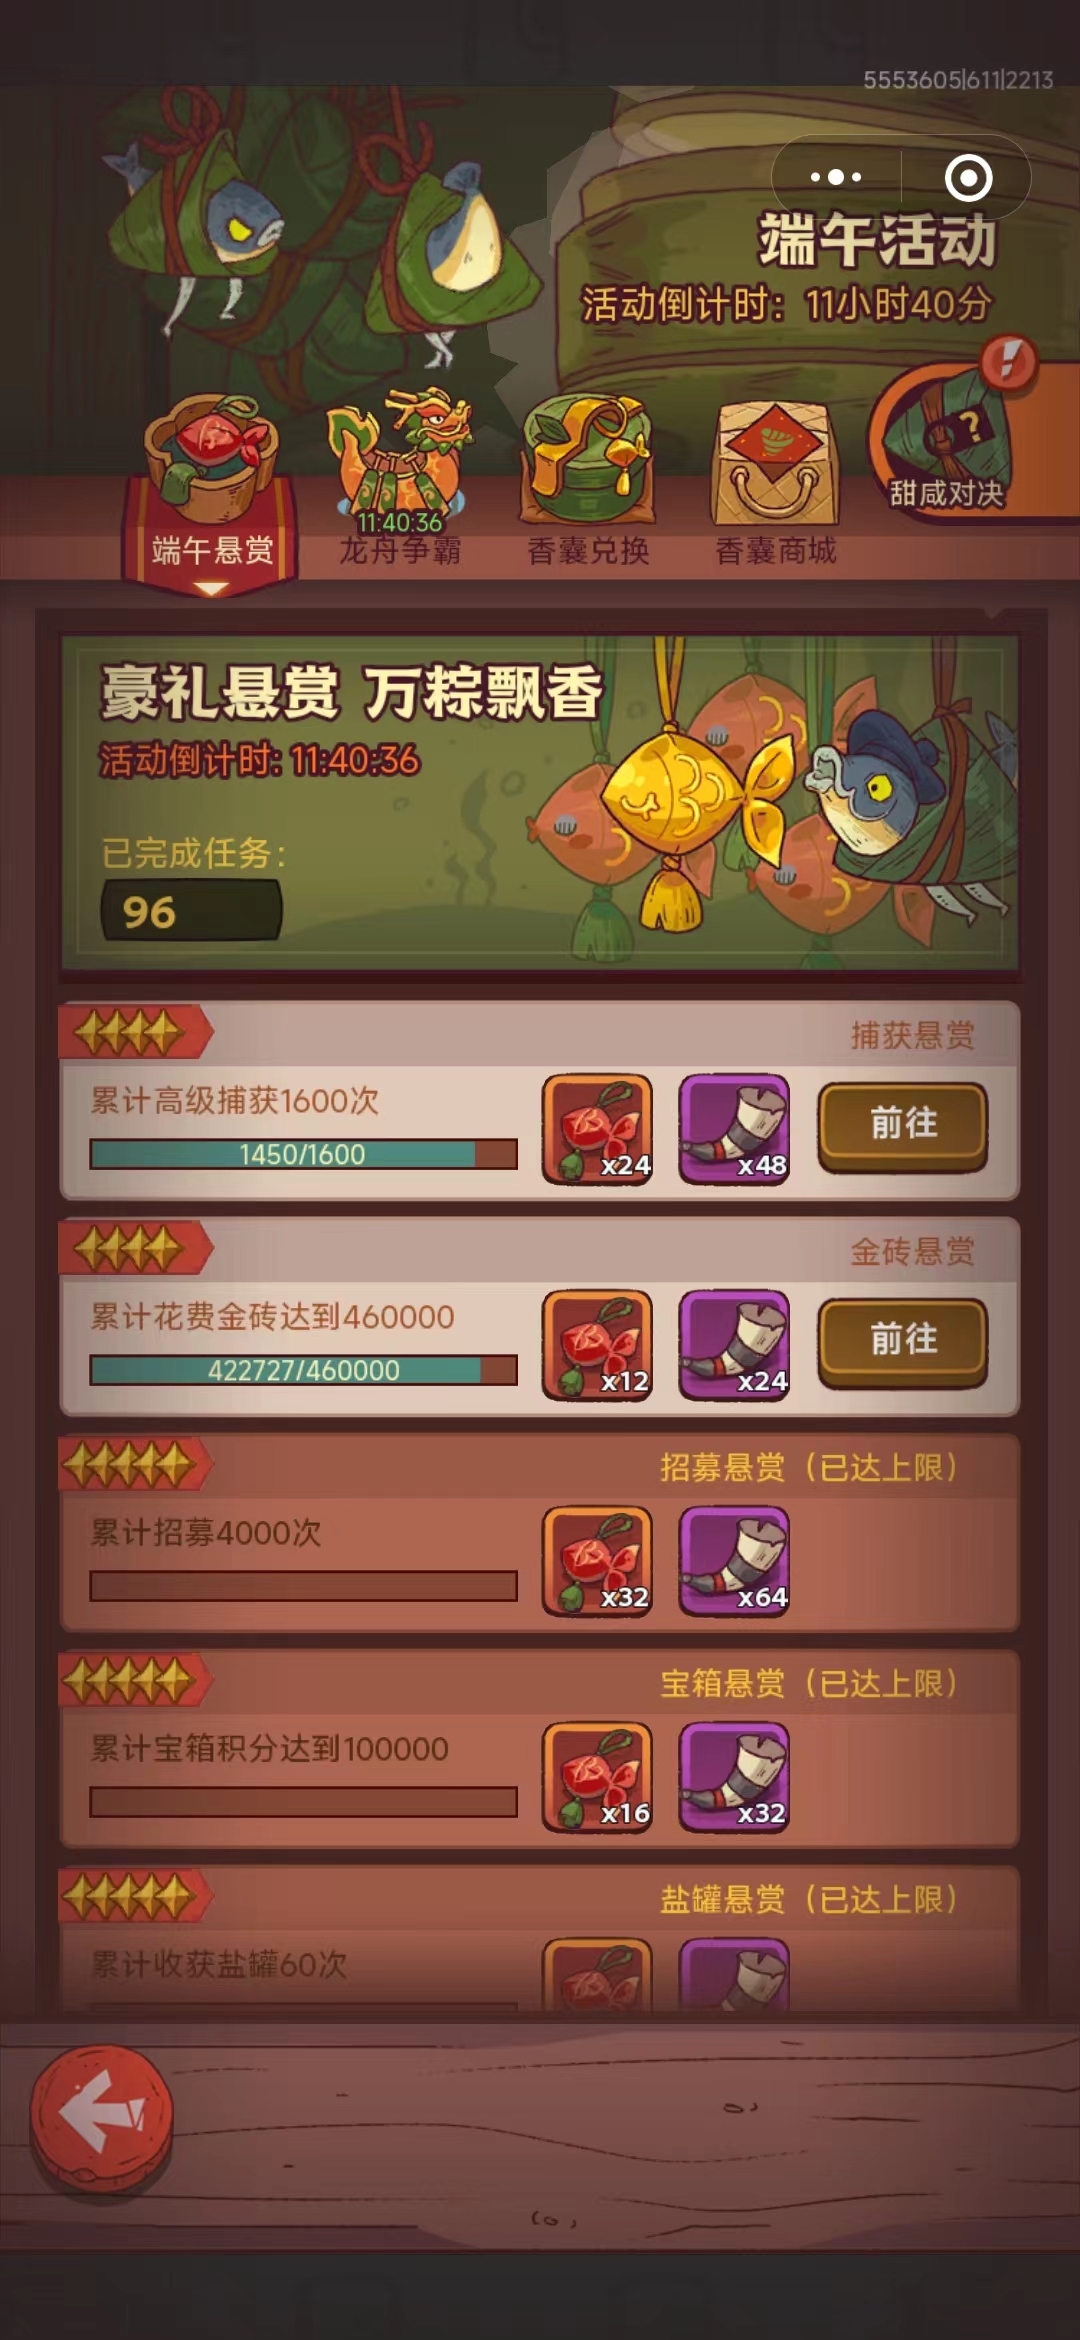 5553605|611|2213
端午活动
活动倒计时：11小时40分
?
甜咸对决
11:40:36
端午悬赏
龙舟争霸
香囊兑换
香囊商城
豪礼悬赏 万粽飘香
活动倒计时: 11:40:36
已完成任务：
96
捕获悬赏
累计高级捕获1600次
1450/1600
x24
x48
前往
金砖悬赏
累计花费金砖达到460000
422727/460000
x12
x24
前往
招募悬赏（已达上限）
累计招募4000次
x32
x64
宝箱悬赏（已达上限）
累计宝箱积分达到100000
x16
x32
盐罐悬赏（已达上限）
累计收获盐罐60次